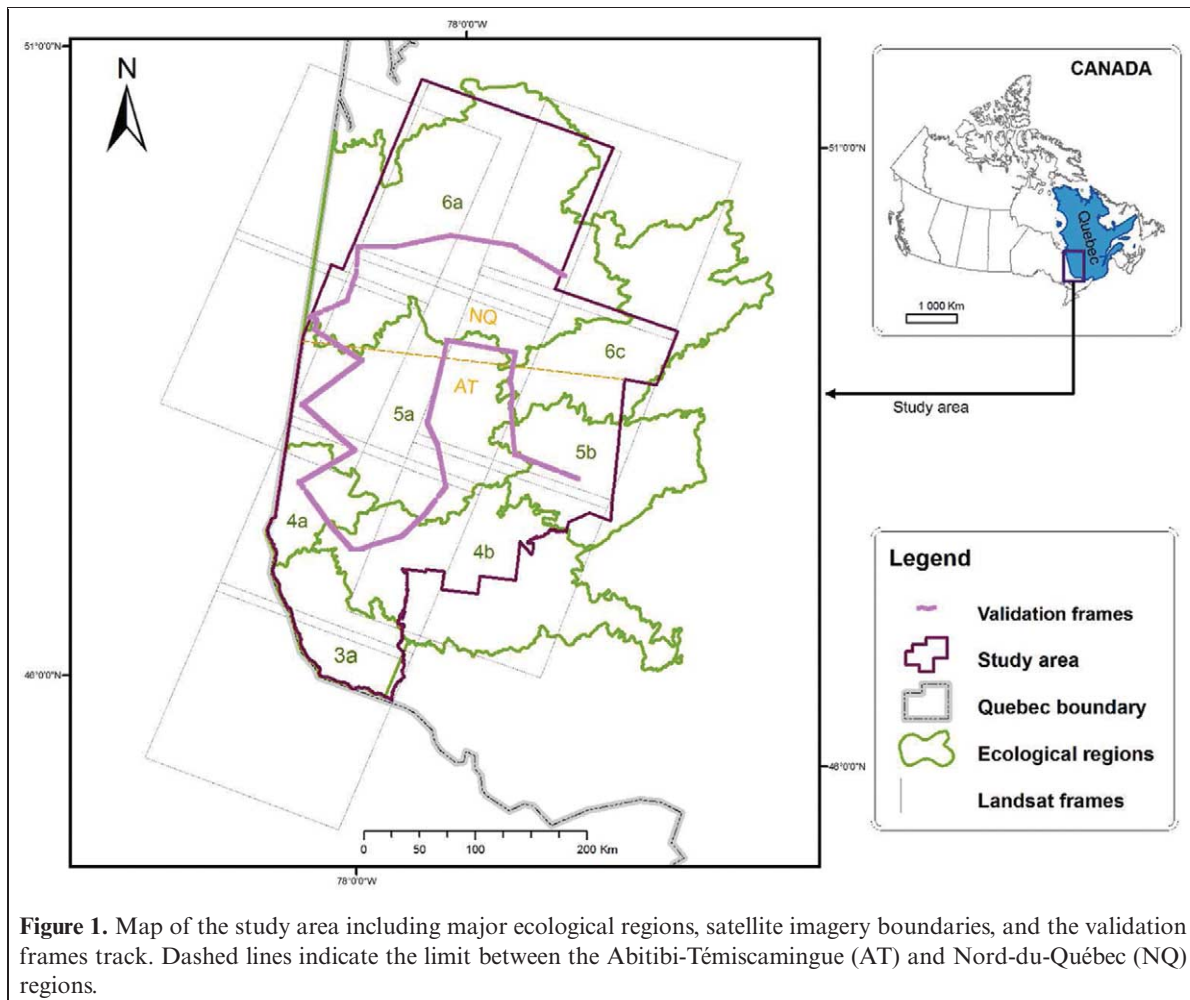 78°0'0"W
51°0'0"N
N
CANADA
Quebec
1 000 Km
51°0'0"N
6a
NQ
6c
AT
5a
Study area
5b
4a
4b
3a
46°0'0"N
46°0'0"N
0 50 100 200 Km
78°0'0"W
Legend
Validation frames
Study area
Quebec boundary
Ecological regions
Landsat frames
Figure 1. Map of the study area including major ecological regions, satellite imagery boundaries, and the validation
frames track. Dashed lines indicate the limit between the Abitibi-Témiscamingue (AT) and Nord-du-Québec (NQ)
regions.